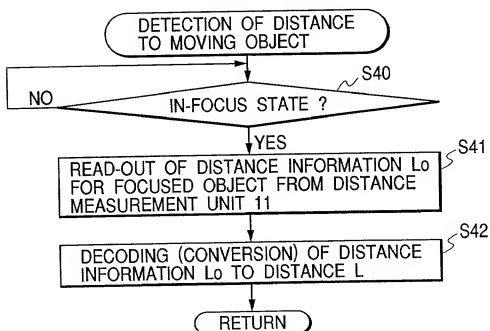 DETECTION OF DISTANCE
TO MOVING OBJECT
S40
NO
IN-FOCUS STATE ?
YES
S41
READ-OUT OF DISTANCE INFORMATION Lo
FOR FOCUSED OBJECT FROM DISTANCE
MEASUREMENT UNIT 11
S42
DECODING (CONVERSION) OF DISTANCE
INFORMATION Lo TO DISTANCE L
RETURN